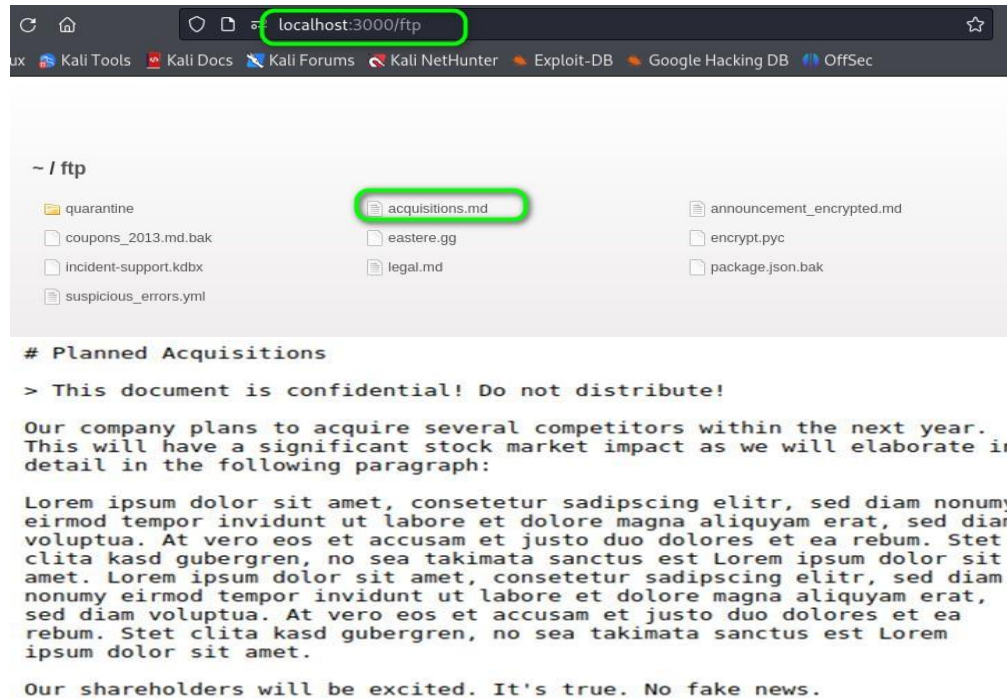 localhost:3000/ftp
ux Kali Tools Kali Docs Kali Forums Kali NetHunter Exploit-DB Google Hacking DB OffSec
~ / ftp
quarantine acquisitions.md announcement_encrypted.md
coupons_2013.md.bak eastere.gg encrypt.pyc
incident-support.kdbx legal.md package.json.bak
suspicious_errors.yml
# Planned Acquisitions
> This document is confidential! Do not distribute!
Our company plans to acquire several competitors within the next year.
This will have a significant stock market impact as we will elaborate in
detail in the following paragraph:
Lorem ipsum dolor sit amet, consetetur sadipscing elitr, sed diam nonumy
eirmod tempor invidunt ut labore et dolore magna aliquyam erat, sed diam
voluptua. At vero eos et accusam et justo duo dolores et ea rebum. Stet
clita kasd gubergren, no sea takimata sanctus est Lorem ipsum dolor sit
amet. Lorem ipsum dolor sit amet, consetetur sadipscing elitr, sed diam
nonumy eirmod tempor invidunt ut labore et dolore magna aliquyam erat,
sed diam voluptua. At vero eos et accusam et justo duo dolores et ea
rebum. Stet clita kasd gubergren, no sea takimata sanctus est Lorem
ipsum dolor sit amet.
Our shareholders will be excited. It's true. No fake news.